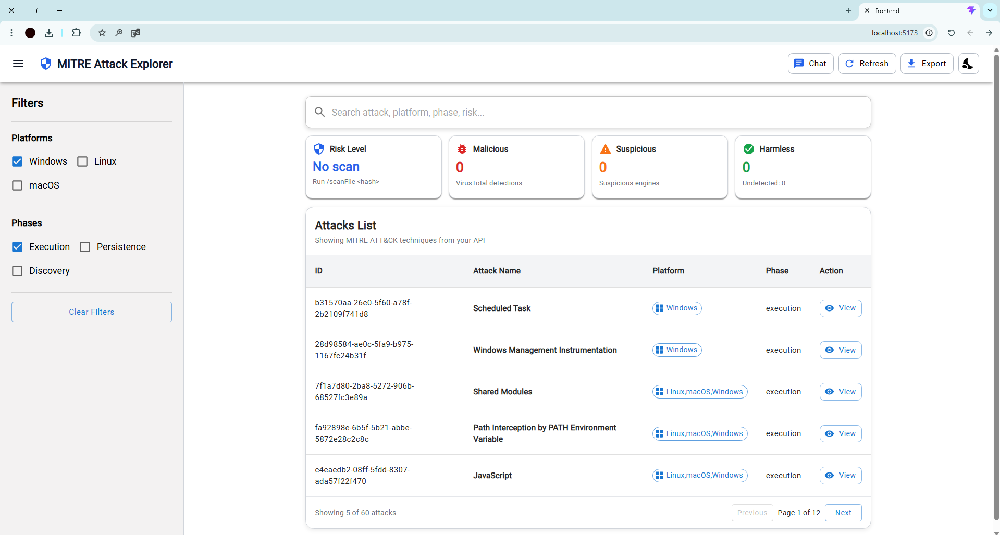 frontend
localhost:5173
MITRE Attack Explorer
Chat
Refresh
Export
Filters
Platforms
Windows
Linux
macOS
Phases
Execution
Persistence
Discovery
Clear Filters
Search attack, platform, phase, risk...
Risk Level
No scan
Run /scanFile <hash>
Malicious
0
VirusTotal detections
Suspicious
0
Suspicious engines
Harmless
0
Undetected: 0
Attacks List
Showing MITRE ATT&CK techniques from your API
ID Attack Name Platform Phase Action
b31570aa-26e0-5f60-a78f-
2b2109f741d8
Scheduled Task
Windows
execution
View
28d98584-ae0c-5fa9-b975-
1167fc24b31f
Windows Management Instrumentation
Windows
execution
View
7f1a7d80-2ba8-5272-906b-
68527fc3e89a
Shared Modules
Linux,macOS,Windows
execution
View
fa92898e-6b5f-5b21-abbe-
5872e28c2c8c
Path Interception by PATH Environment
Variable
Linux,macOS,Windows
execution
View
c4eaedb2-08ff-5fdd-8307-
ada57f22f470
JavaScript
Linux,macOS,Windows
execution
View
Showing 5 of 60 attacks
Previous
Page 1 of 12
Next